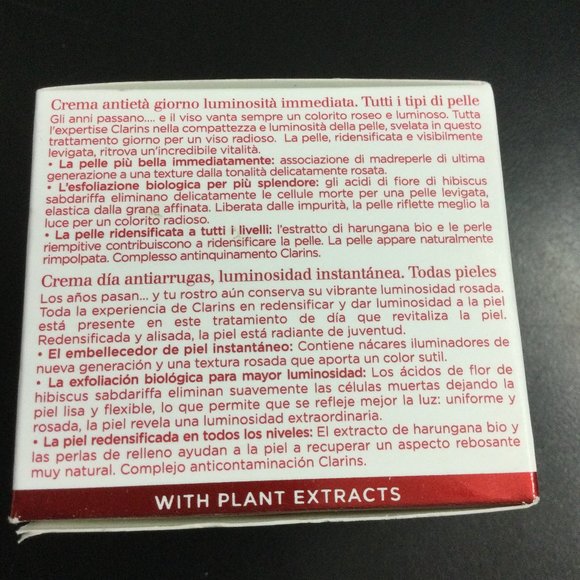 Crema antietà giorno luminosità immediata. Tutti i tipi di pelle
Gli anni passano.... e il viso vanta sempre un colorito roseo e luminoso. Tutta
l'expertise Clarins nella compattezza e luminosità della pelle, svelata in questo
trattamento giorno per un viso radioso. La pelle, ridensificata e visibilmente
levigata, ritrova un'incredibile vitalità.
• La pelle più bella immediatamente: associazione di madreperle di ultima
generazione a una texture dalla tonalità delicatamente rosata.
• L'esfoliazione biologica per più splendore: gli acidi di fiore di hibiscus
sabdariffa eliminano delicatamente le cellule morte per una pelle levigata,
elastica dalla grana affinata. Liberata dalle impurità, la pelle riflette meglio la
luce per un colorito radioso.
• La pelle ridensificata a tutti i livelli: l'estratto di harungana bio e le perle
riempitive contribuiscono a ridensificare la pelle. La pelle appare naturalmente
rimpolpata. Complesso antinquinamento Clarins.
Crema día antiarrugas, luminosidad instantánea. Todas pieles
Los años pasan... y tu rostro aún conserva su vibrante luminosidad rosada.
Toda la experiencia de Clarins en redensificar y dar luminosidad a la piel
está presente en este tratamiento de día que revitaliza la piel.
Redensificada y alisada, la piel está radiante de juventud.
• El embellecedor de piel instantáneo: Contiene nácares iluminadores de
nueva generación y una textura rosada que aporta un color sutil.
• La exfoliación biológica para mayor luminosidad: Los ácidos de flor de
hibiscus sabdariffa eliminan suavemente las células muertas dejando la
piel lisa y flexible, lo que permite que se refleje mejor la luz: uniforme y
rosada, la piel revela una luminosidad extraordinaria.
• La piel redensificada en todos los niveles: El extracto de harungana bio y
las perlas de relleno ayudan a la piel a recuperar un aspecto rebosante
muy natural. Complejo anticontaminación Clarins.
WITH PLANT EXTRACTS